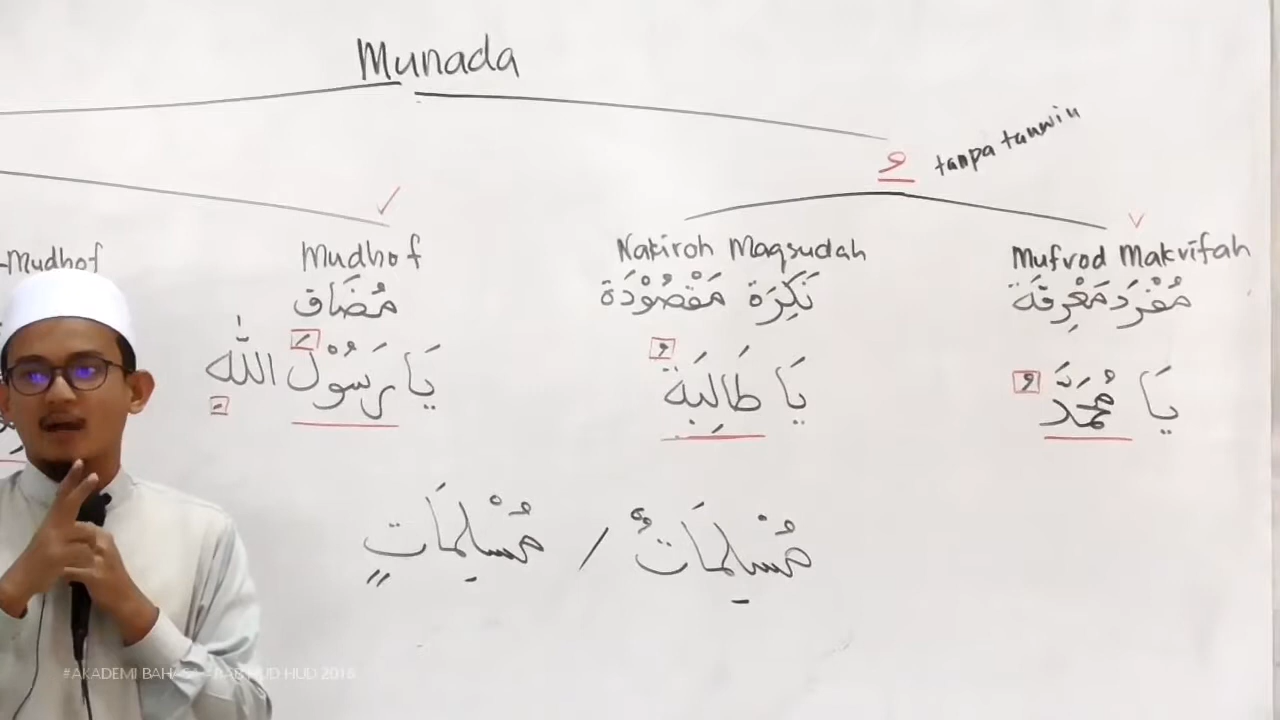 Munada
tanpa tanwin
-Mudhof
Mudhof
Nakiroh Maqsudah
Mufrod Makrifah
مُضَاف
نَكِرَة مَقْصُوْدَة
مُفْرَد مَعْرِفَة
يَا رَسُوْلَ اللّٰه
يَا طَالِبَةُ
يَا مُحَمَّدُ
مُسْلِمَاتٌ / مُسْلِمَاتٍ